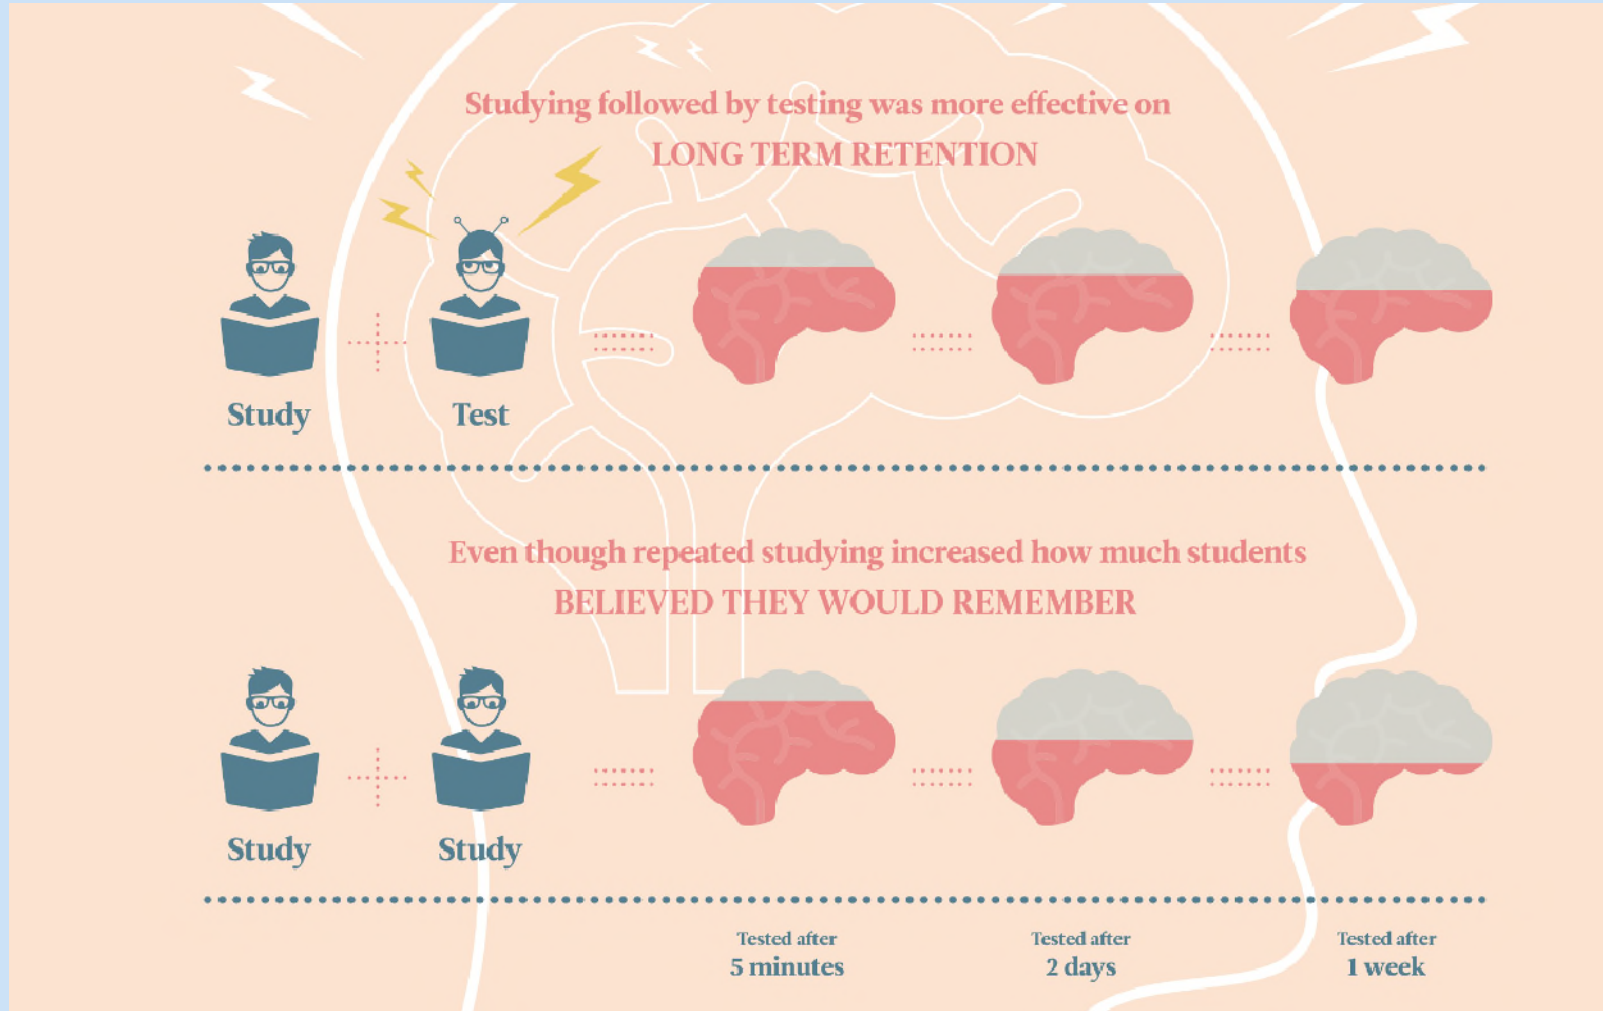 Studying followed by testing was more effective on
LONG TERM RETENTION
Study
Test
Even though repeated studying increased how much students
BELIEVED THEY WOULD REMEMBER
Study
Study
Tested after
5 minutes
Tested after
2 days
Tested after
1 week